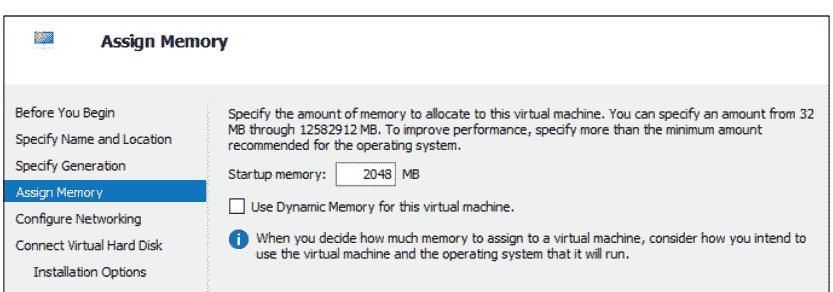 Assign Memory
Before You Begin
Specify Name and Location
Specify Generation
Assign Memory
Configure Networking
Connect Virtual Hard Disk
Installation Options
Specify the amount of memory to allocate to this virtual machine. You can specify an amount from 32
MB through 12582912 MB. To improve performance, specify more than the minimum amount
recommended for the operating system.
Startup memory: 2048 MB
Use Dynamic Memory for this virtual machine.
When you decide how much memory to assign to a virtual machine, consider how you intend to
use the virtual machine and the operating system that it will run.